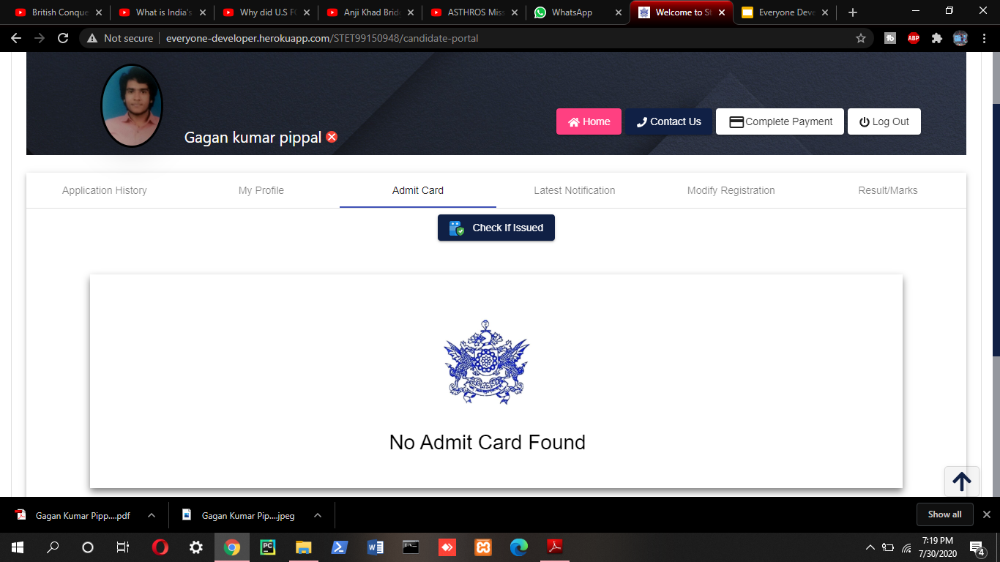 British Conque
What is India's
Why did U.S FO
Anji Khad Bridg
ASTHROS Miss
WhatsApp
Welcome to St
Everyone Deve
Not secure
everyone-developer.herokuapp.com/STET99150948/candidate-portal
ABP
Gagan kumar pippal
Home
Contact Us
Complete Payment
Log Out
Application History
My Profile
Admit Card
Latest Notification
Modify Registration
Result/Marks
Check If Issued
No Admit Card Found
Gagan Kumar Pipp....pdf
Gagan Kumar Pip....jpeg
Show all
PC
7:19 PM
7/30/2020
4